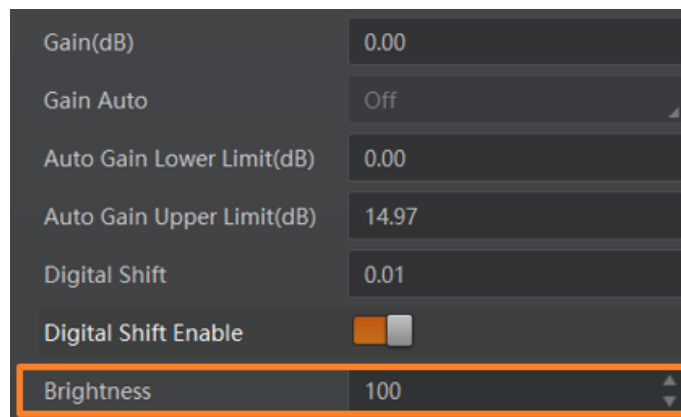 Gain(dB) 0.00
Gain Auto Off
Auto Gain Lower Limit(dB) 0.00
Auto Gain Upper Limit(dB) 14.97
Digital Shift 0.01
Digital Shift Enable
Brightness 100